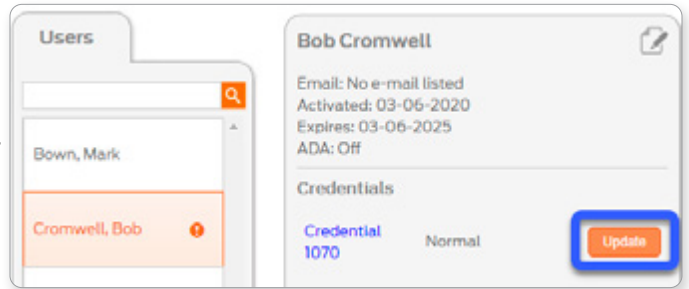 Users
Bown, Mark
Cromwell, Bob
Bob Cromwell
Email: No e-mail listed
Activated: 03-06-2020
Expires: 03-06-2025
ADA: Off
Credentials
Credential
1070
Normal
Update